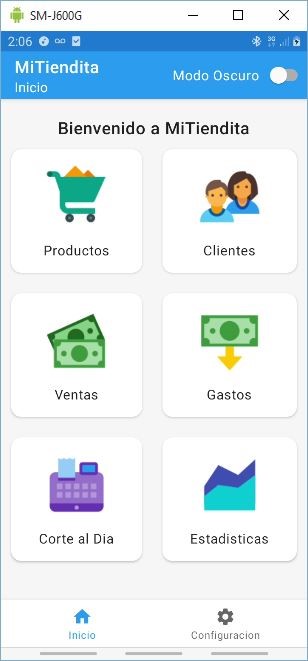 SM-J600G
2:06
MiTiendita
Inicio
Modo Oscuro
Bienvenido a MiTiendita
Productos
Clientes
Ventas
Gastos
Corte al Dia
Estadisticas
Inicio
Configuracion